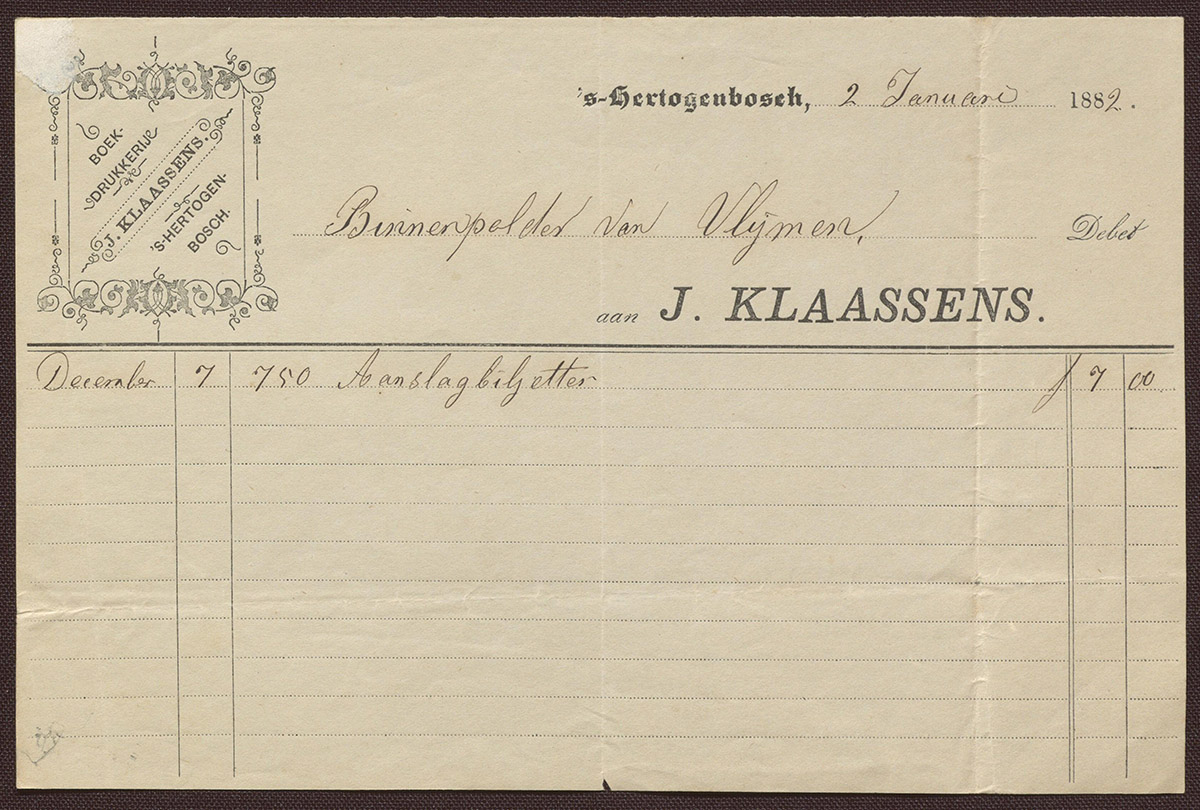 BOEK-
DRUKKERIJ
J. KLAASSENS.
'S-HERTOGEN-
BOSCH.
's-Hertogenbosch, 2 Januari 1882.
Binnenpolder van Vlijmen, Debet
aan J. KLAASSENS.
December 7 750 Aanslagbiljetten f 7 00